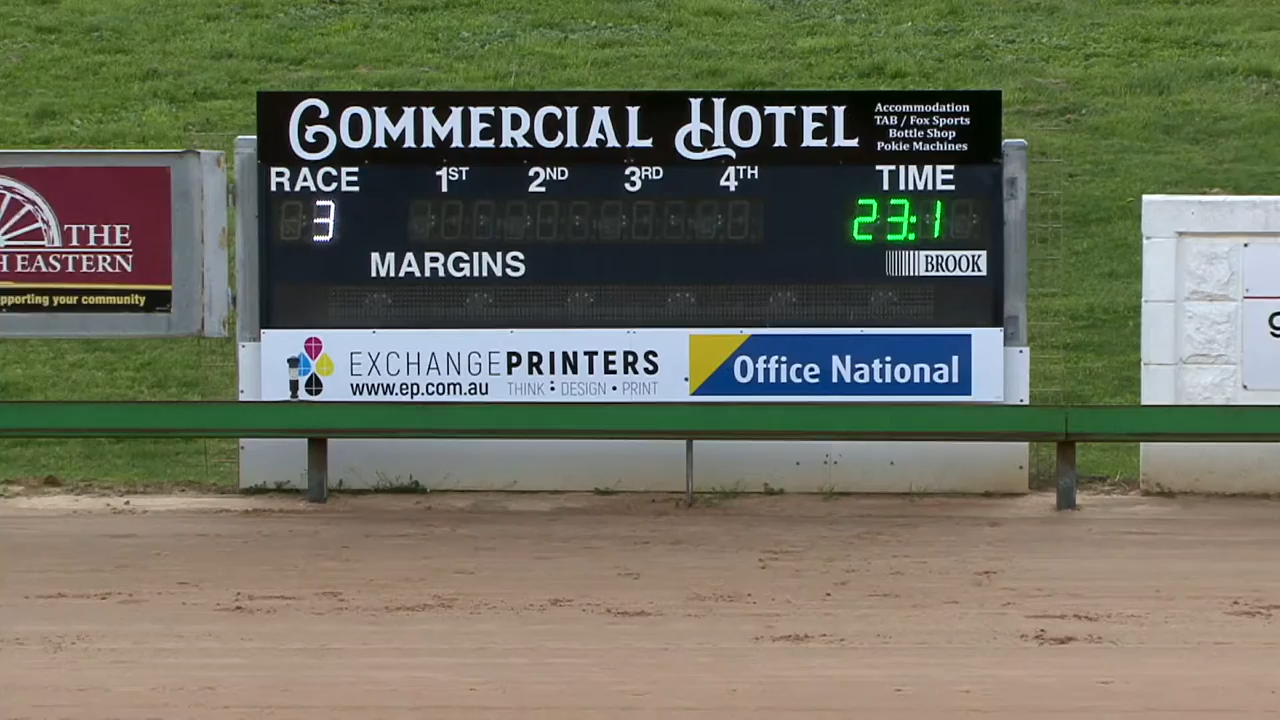 COMMERCIAL HOTEL
Accommodation
TAB / Fox Sports
Bottle Shop
Pokie Machines
RACE 1ST 2ND 3RD 4TH TIME
3 23:1
MARGINS BROOK
THE
EASTERN
your community
EXCHANGEPRINTERS
www.ep.com.au THINK • DESIGN • PRINT
Office National